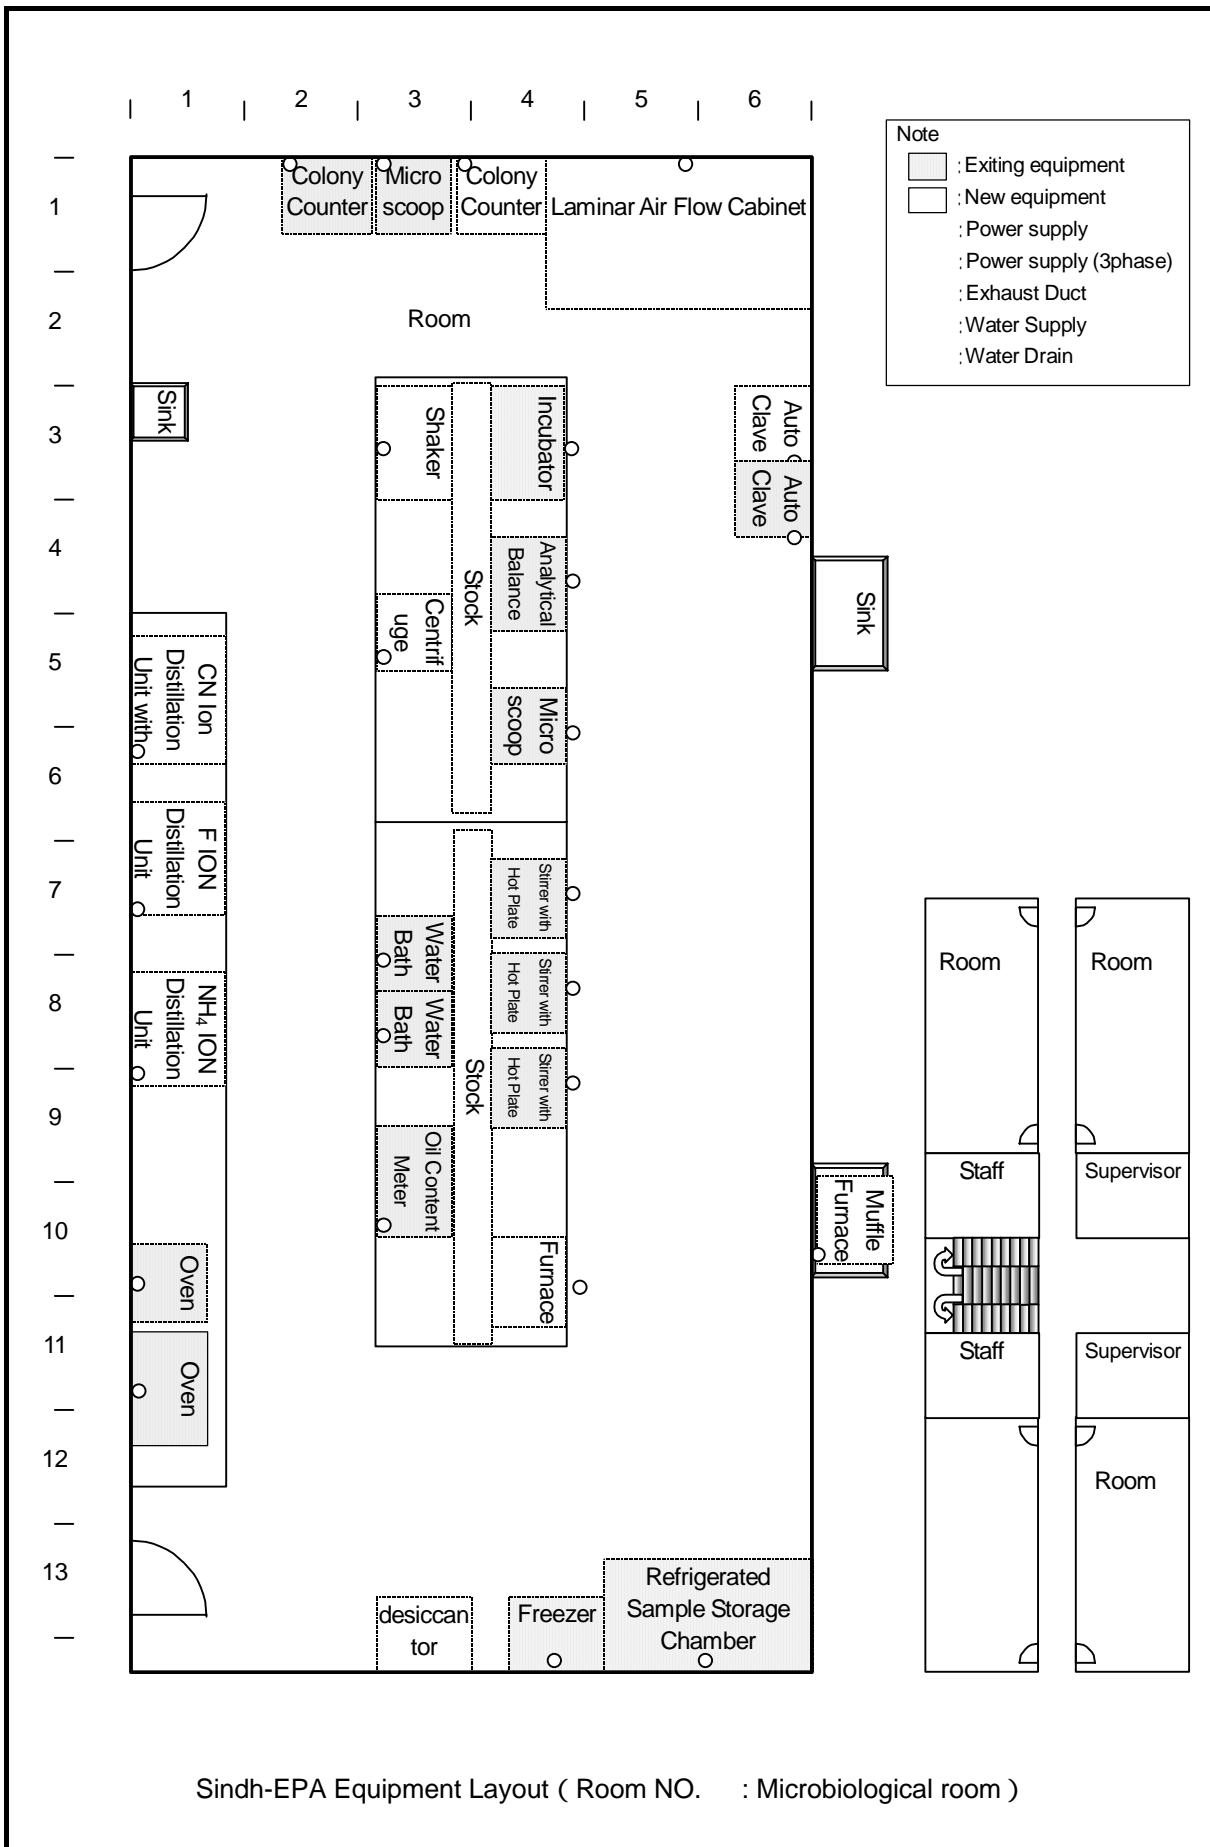 1 2 3 4 5 6
Note
: Exiting equipment
: New equipment
: Power supply
: Power supply (3phase)
: Exhaust Duct
: Water Supply
: Water Drain
1
2
3
4
5
6
7
8
9
10
11
12
13
Colony
Counter
Micro
scoop
Colony
Counter
Laminar Air Flow Cabinet
Room
Sink
Shaker
Incubator
Auto
Clave
Auto
Clave
Analytical
Balance
Stock
Centrif
uge
Sink
CN Ion
Distillation
Unit with
Micro
scoop
F ION
Distillation
Unit
Stirrer with
Hot Plate
Water
Bath
Stirrer with
Hot Plate
NH₄ ION
Distillation
Unit
Water
Bath
Stirrer with
Hot Plate
Stock
Oil Content
Meter
Muffle
Furnace
Furnace
Oven
Oven
Room
Room
Staff
Supervisor
Staff
Supervisor
Room
Refrigerated
Sample Storage
Chamber
Freezer
desiccan
tor
Sindh-EPA Equipment Layout ( Room NO. : Microbiological room )